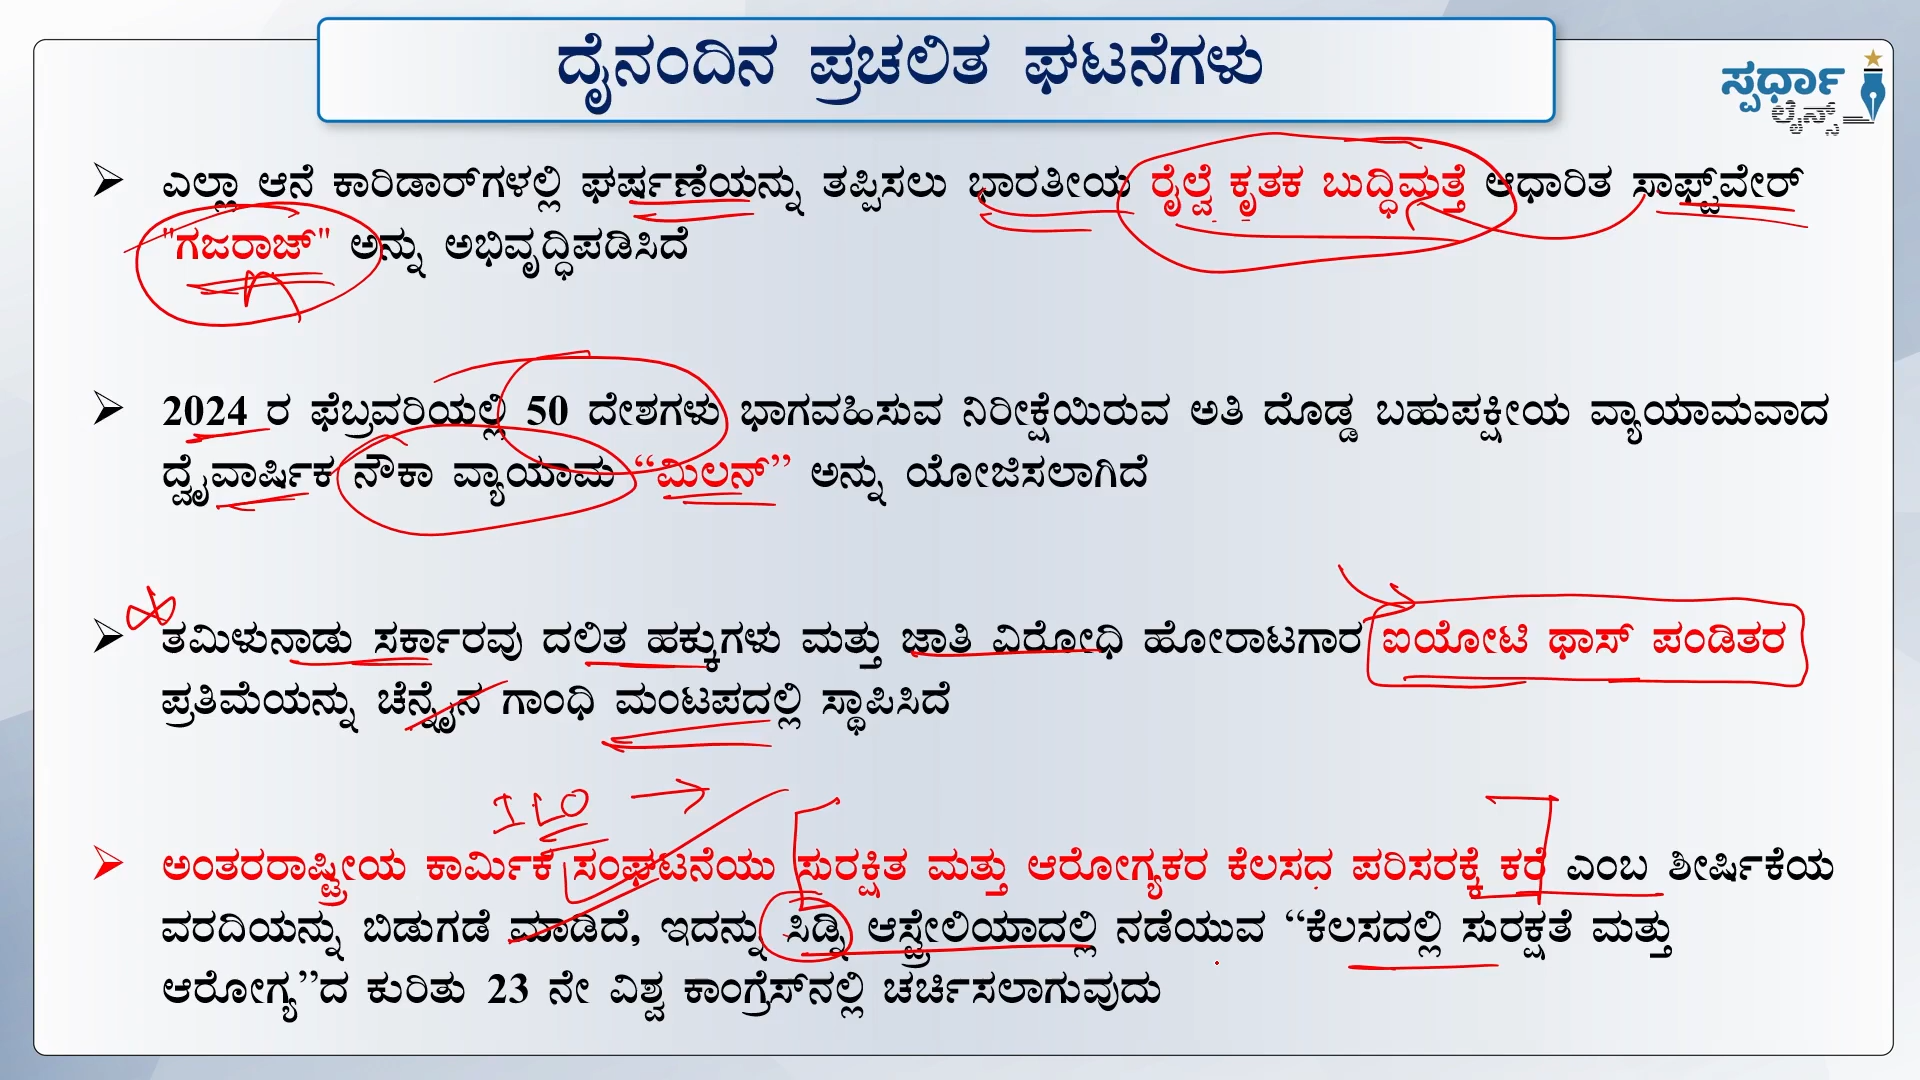 ದೈನಂದಿನ ಪ್ರಚಲಿತ ಘಟನೆಗಳು
ಸ್ಪರ್ಧಾ
ಲೈನ್ಸ್
➢ ಎಲ್ಲಾ ಆನೆ ಕಾರಿಡಾರ್‌ಗಳಲ್ಲಿ ಘರ್ಷಣೆಯನ್ನು ತಪ್ಪಿಸಲು ಭಾರತೀಯ ರೈಲ್ವೆ ಕೃತಕ ಬುದ್ಧಿಮತ್ತೆ ಆಧಾರಿತ ಸಾಫ್ಟ್‌ವೇರ್
"ಗಜರಾಜ್" ಅನ್ನು ಅಭಿವೃದ್ಧಿಪಡಿಸಿದೆ
➢ 2024 ರ ಫೆಬ್ರವರಿಯಲ್ಲಿ 50 ದೇಶಗಳು ಭಾಗವಹಿಸುವ ನಿರೀಕ್ಷೆಯಿರುವ ಅತಿ ದೊಡ್ಡ ಬಹುಪಕ್ಷೀಯ ವ್ಯಾಯಾಮವಾದ
ದ್ವೈವಾರ್ಷಿಕ ನೌಕಾ ವ್ಯಾಯಾಮ “ಮಿಲನ್” ಅನ್ನು ಯೋಜಿಸಲಾಗಿದೆ
➢ ತಮಿಳುನಾಡು ಸರ್ಕಾರವು ದಲಿತ ಹಕ್ಕುಗಳು ಮತ್ತು ಜಾತಿ ವಿರೋಧಿ ಹೋರಾಟಗಾರ ಐಯೋಟಿ ಥಾಸ್ ಪಂಡಿತರ
ಪ್ರತಿಮೆಯನ್ನು ಚೆನ್ನೈನ ಗಾಂಧಿ ಮಂಟಪದಲ್ಲಿ ಸ್ಥಾಪಿಸಿದೆ
ILO
➢ ಅಂತರರಾಷ್ಟ್ರೀಯ ಕಾರ್ಮಿಕ ಸಂಘಟನೆಯು ಸುರಕ್ಷಿತ ಮತ್ತು ಆರೋಗ್ಯಕರ ಕೆಲಸದ ಪರಿಸರಕ್ಕೆ ಕರೆ ಎಂಬ ಶೀರ್ಷಿಕೆಯ
ವರದಿಯನ್ನು ಬಿಡುಗಡೆ ಮಾಡಿದೆ, ಇದನ್ನು ಸಿಡ್ನಿ ಆಸ್ಟ್ರೇಲಿಯಾದಲ್ಲಿ ನಡೆಯುವ “ಕೆಲಸದಲ್ಲಿ ಸುರಕ್ಷತೆ ಮತ್ತು
ಆರೋಗ್ಯ”ದ ಕುರಿತು 23 ನೇ ವಿಶ್ವ ಕಾಂಗ್ರೆಸ್‌ನಲ್ಲಿ ಚರ್ಚಿಸಲಾಗುವುದು